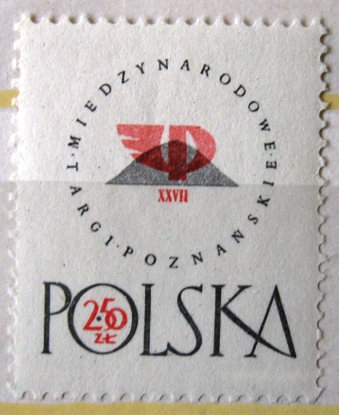 MIĘDZYNARODOWE · TARGI · POZNAŃSKIE ·
XXVII
POLSKA
2·50
ZŁ